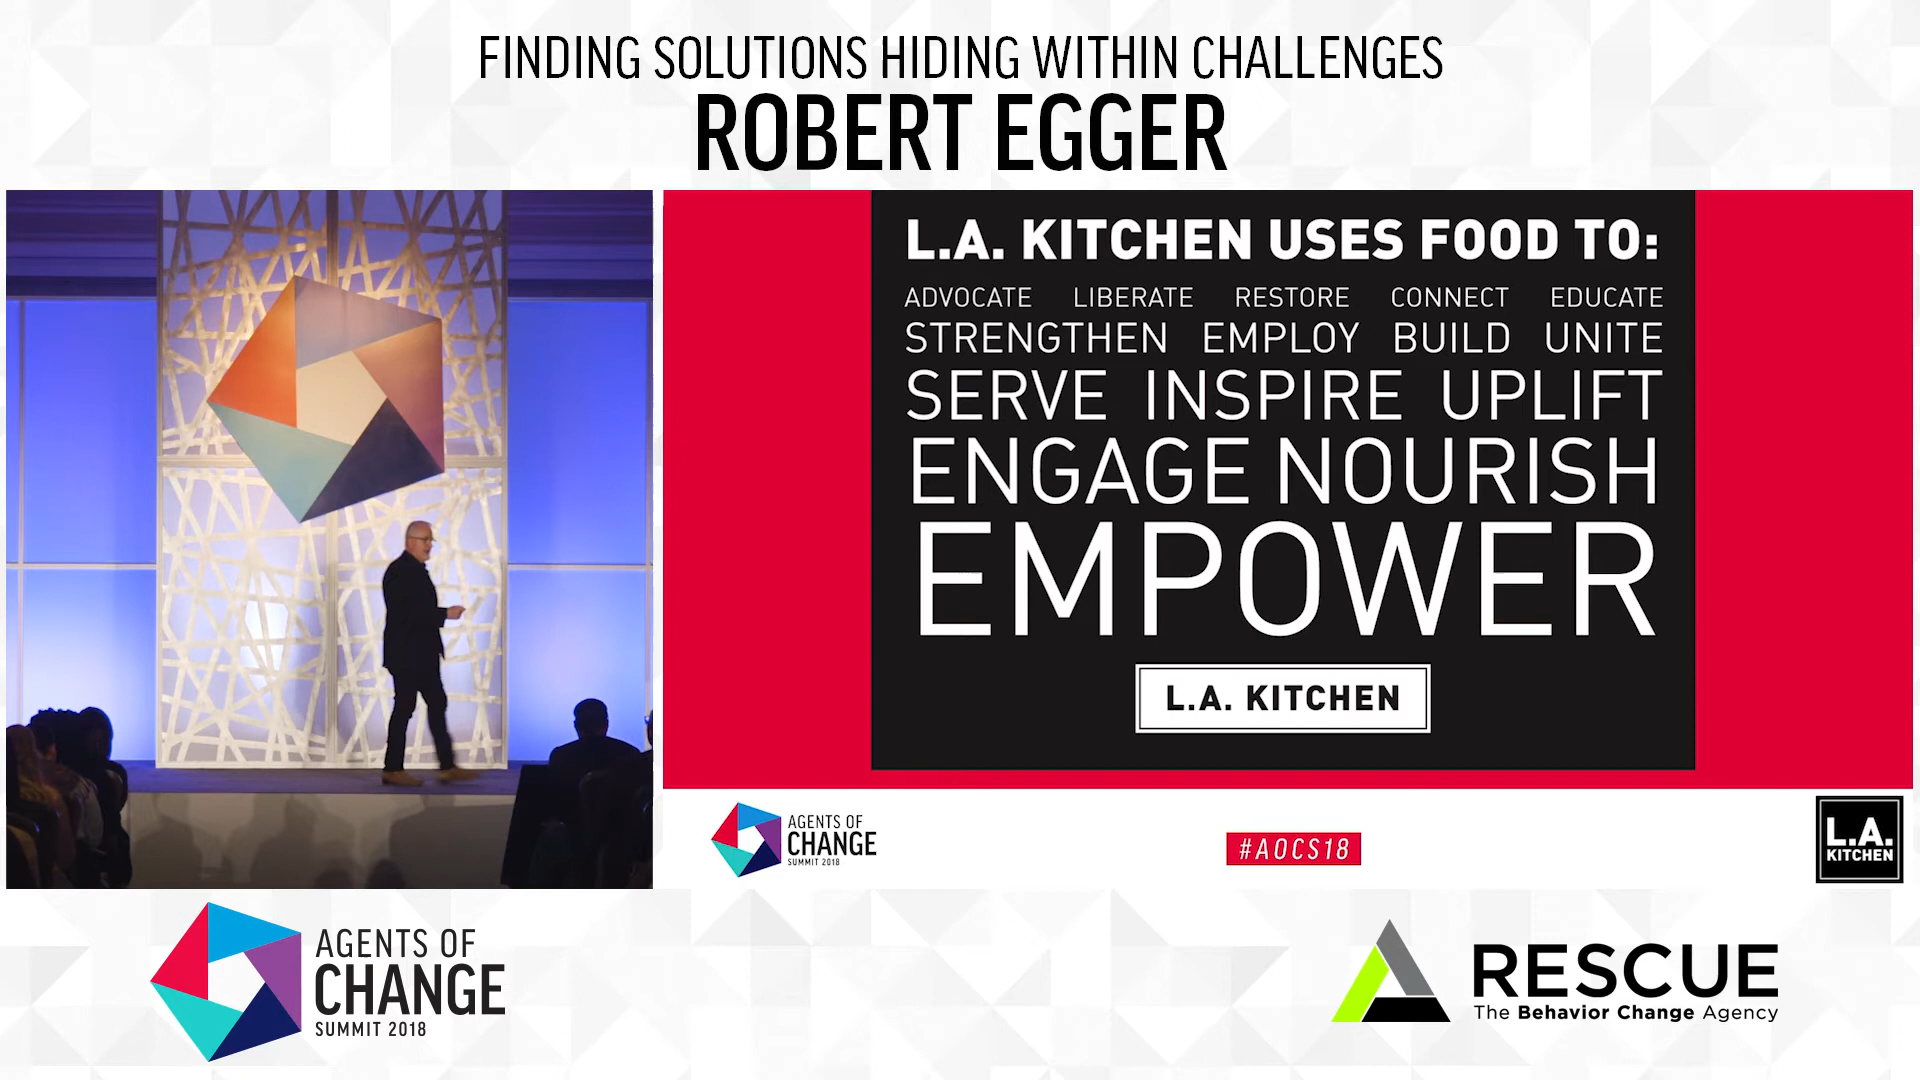 FINDING SOLUTIONS HIDING WITHIN CHALLENGES
ROBERT EGGER
L.A. KITCHEN USES FOOD TO:
ADVOCATE LIBERATE RESTORE CONNECT EDUCATE
STRENGTHEN EMPLOY BUILD UNITE
SERVE INSPIRE UPLIFT
ENGAGE NOURISH
EMPOWER
L.A. KITCHEN
AGENTS OF
CHANGE
SUMMIT 2018
#AOCS18
L.A.
KITCHEN
AGENTS OF
CHANGE
SUMMIT 2018
RESCUE
The Behavior Change Agency